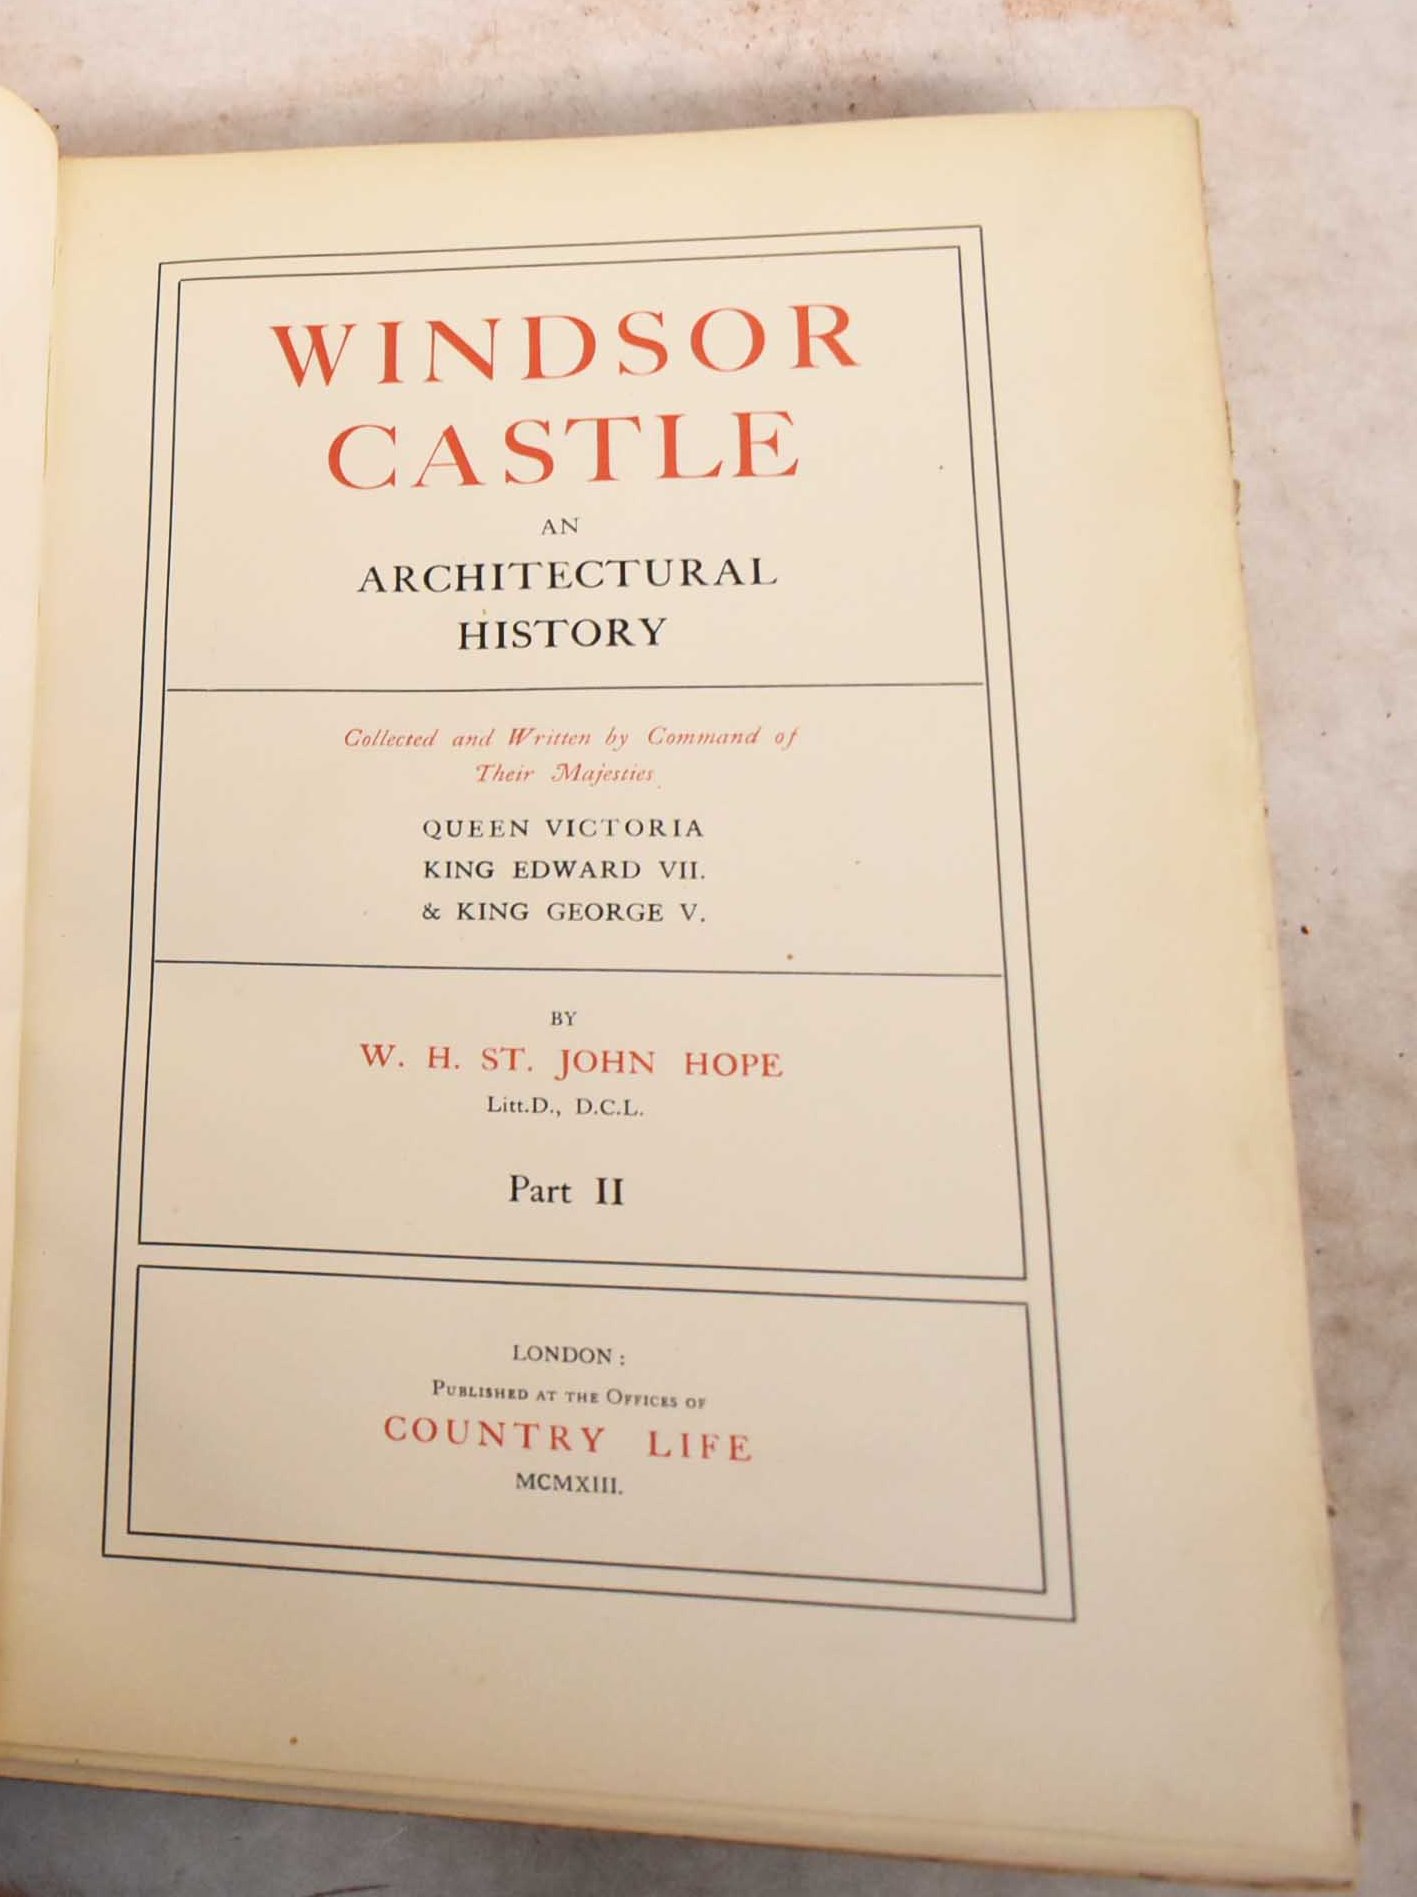 WINDSOR
CASTLE
AN
ARCHITECTURAL
HISTORY
Collected and Written by Command of
Their Majesties
QUEEN VICTORIA
KING EDWARD VII.
& KING GEORGE V.
BY
W. H. ST. JOHN HOPE
Litt.D., D.C.L.
Part II
LONDON:
PUBLISHED AT THE OFFICES OF
COUNTRY LIFE
MCMXIII.